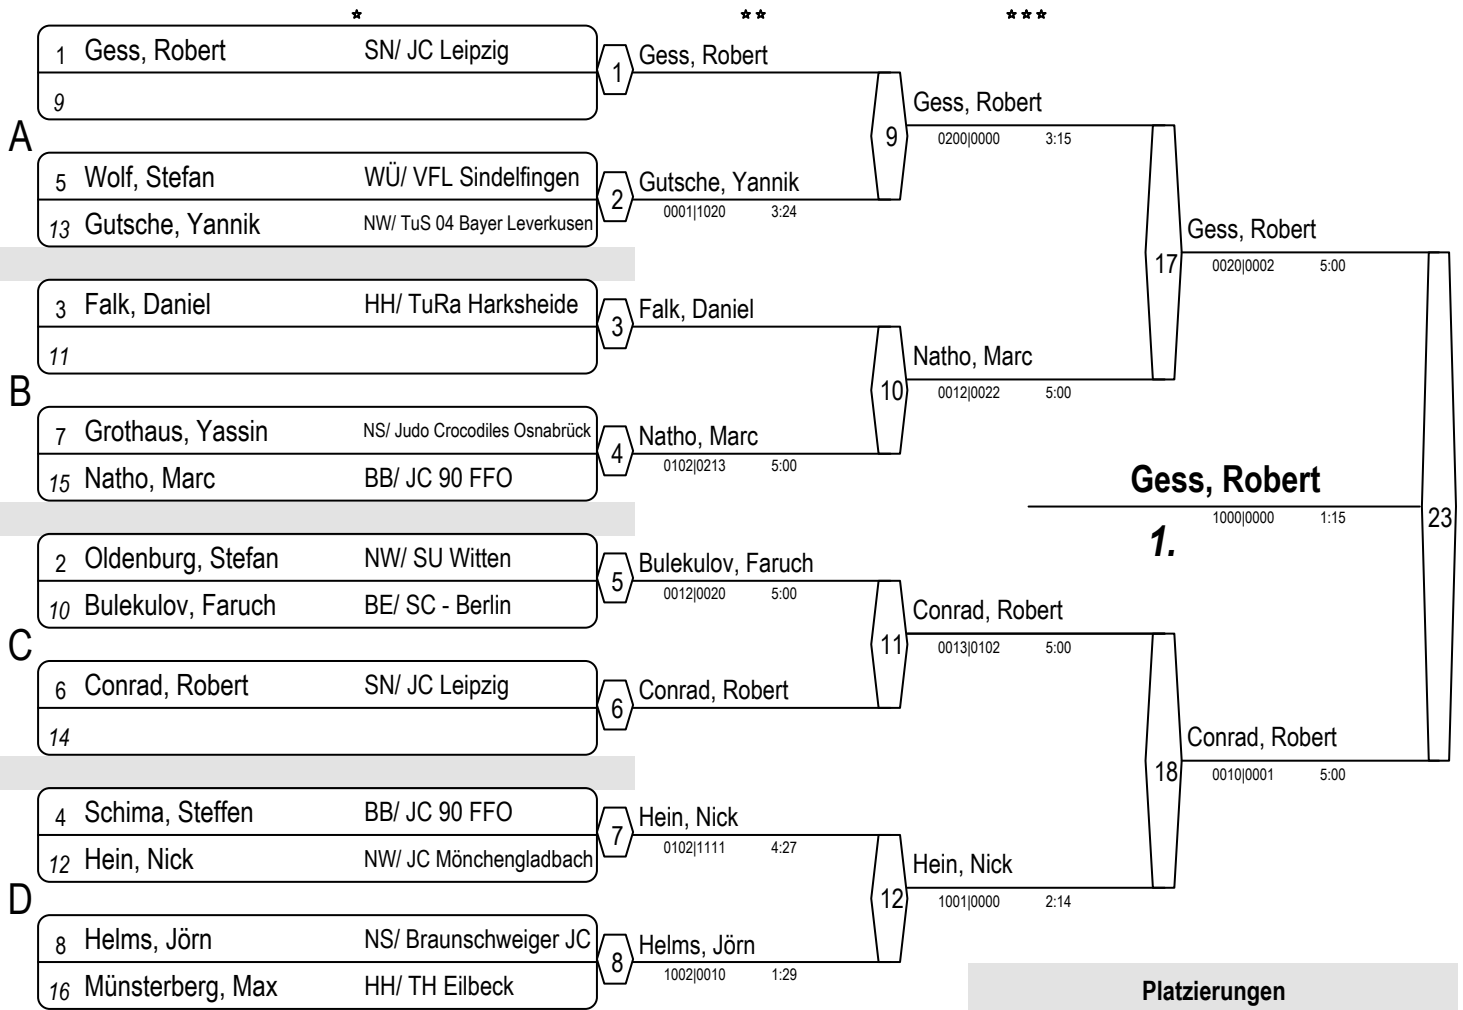 * ** ***
1 Gess, Robert SN/ JC Leipzig
9
1 Gess, Robert
A
5 Wolf, Stefan WÜ/ VFL Sindelfingen
13 Gutsche, Yannik NW/ TuS 04 Bayer Leverkusen
2 Gutsche, Yannik
0001|1020 3:24
9 Gess, Robert
0200|0000 3:15
3 Falk, Daniel HH/ TuRa Harksheide
11
3 Falk, Daniel
B
7 Grothaus, Yassin NS/ Judo Crocodiles Osnabrück
15 Natho, Marc BB/ JC 90 FFO
4 Natho, Marc
0102|0213 5:00
10 Natho, Marc
0012|0022 5:00
17 Gess, Robert
0020|0002 5:00
2 Oldenburg, Stefan NW/ SU Witten
10 Bulekulov, Faruch BE/ SC - Berlin
5 Bulekulov, Faruch
0012|0020 5:00
C
6 Conrad, Robert SN/ JC Leipzig
14
6 Conrad, Robert
11 Conrad, Robert
0013|0102 5:00
4 Schima, Steffen BB/ JC 90 FFO
12 Hein, Nick NW/ JC Mönchengladbach
7 Hein, Nick
0102|1111 4:27
D
8 Helms, Jörn NS/ Braunschweiger JC
16 Münsterberg, Max HH/ TH Eilbeck
8 Helms, Jörn
1002|0010 1:29
12 Hein, Nick
1001|0000 2:14
18 Conrad, Robert
0010|0001 5:00
23
Gess, Robert
1000|0000 1:15
1.
Platzierungen